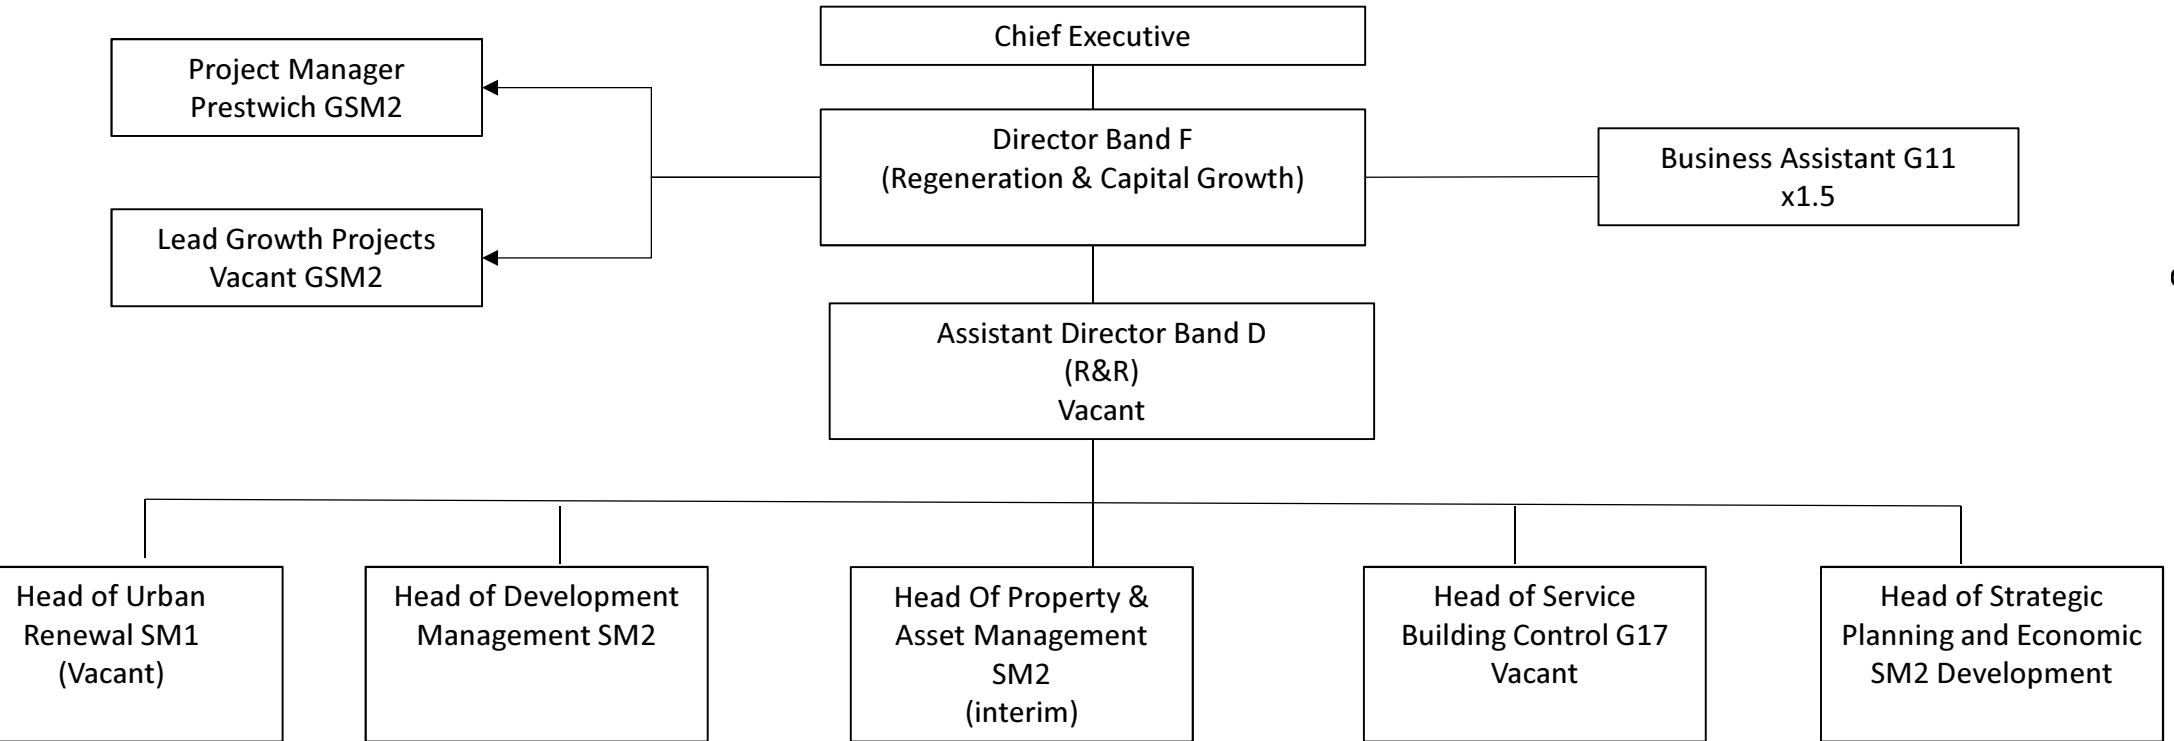 Chief Executive
Project Manager
Prestwich GSM2
Director Band F
(Regeneration & Capital Growth)
Business Assistant G11
x1.5
Lead Growth Projects
Vacant GSM2
Assistant Director Band D
(R&R)
Vacant
Head of Urban
Renewal SM1
(Vacant)
Head of Development
Management SM2
Head Of Property &
Asset Management
SM2
(interim)
Head of Service
Building Control G17
Vacant
Head of Strategic
Planning and Economic
SM2 Development